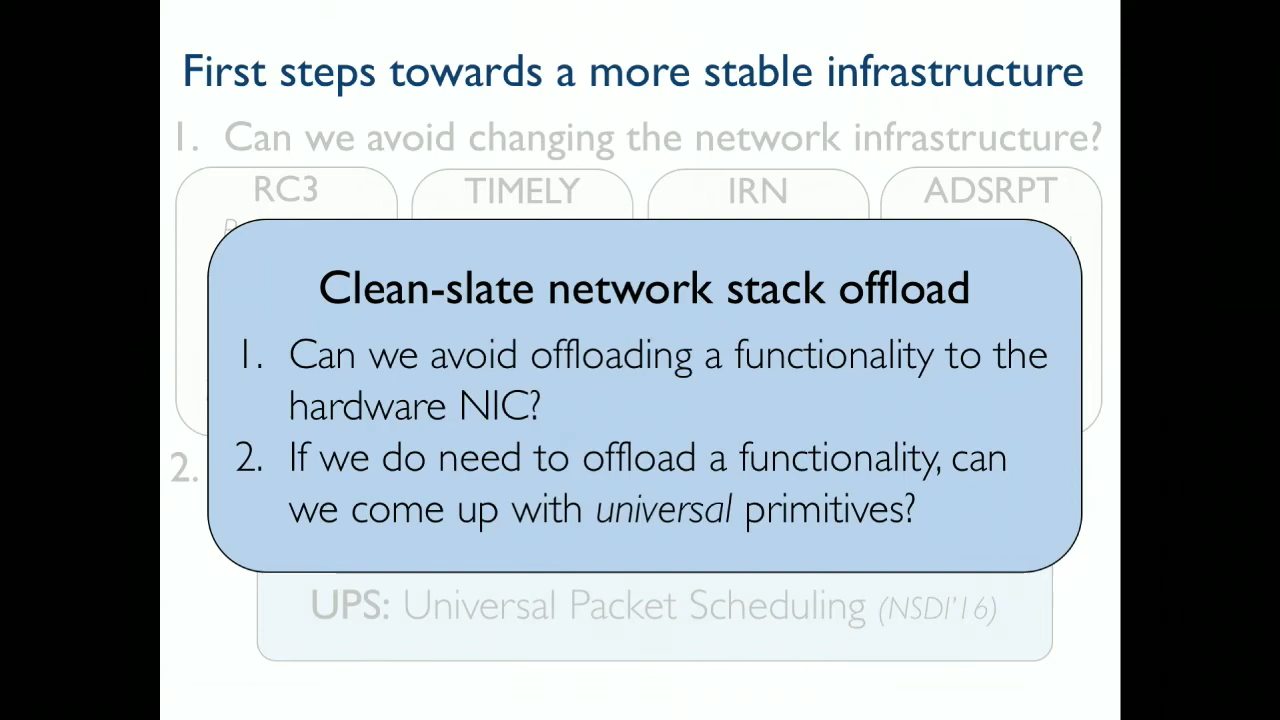 First steps towards a more stable infrastructure
1. Can we avoid changing the network infrastructure?
RC3
TIMELY
IRN
ADSRPT
Clean-slate network stack offload
1. Can we avoid offloading a functionality to the
hardware NIC?
2. If we do need to offload a functionality, can
we come up with universal primitives?
2.
UPS: Universal Packet Scheduling (NSDI'16)